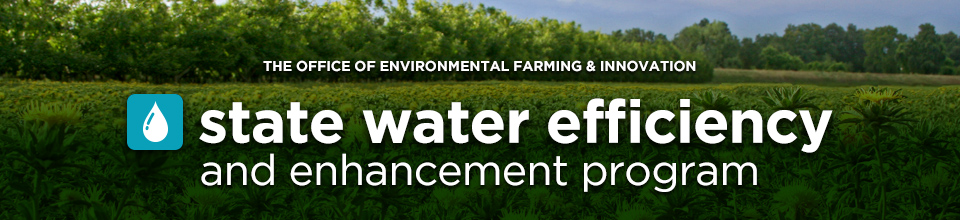 THE OFFICE OF ENVIRONMENTAL FARMING & INNOVATION
state water efficiency
and enhancement program